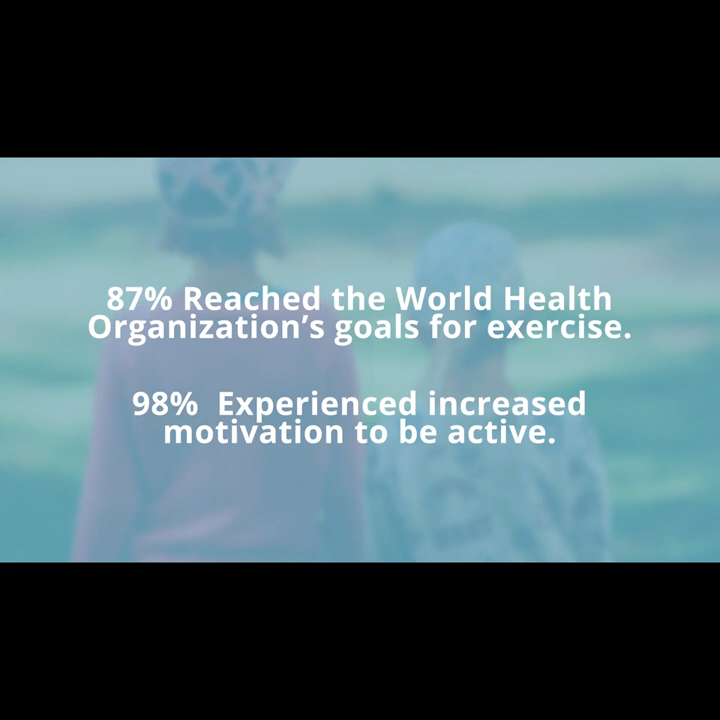 87% Reached the World Health
Organization’s goals for exercise.
98%  Experienced increased
motivation to be active.